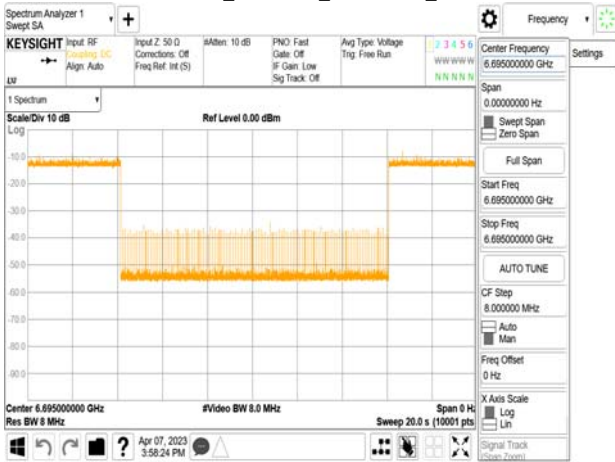 Spectrum Analyzer 1
Swept SA
+
Frequency
KEYSIGHT
Input: RF
Coupling: DC
Align: Auto
Input Z: 50 Ω
Corrections: Off
Freq Ref: Int (S)
#Atten: 10 dB
PNO: Fast
Gate: Off
IF Gain: Low
Sig Track: Off
Avg Type: Voltage
Trig: Free Run
1 2 3 4 5 6
W W W W W
N N N N N
LXI
Center Frequency
6.695000000 GHz
Settings
Span
0.00000000 Hz
Swept Span
Zero Span
Full Span
Start Freq
6.695000000 GHz
Stop Freq
6.695000000 GHz
AUTO TUNE
CF Step
8.000000 MHz
Auto
Man
Freq Offset
0 Hz
X Axis Scale
Log
Lin
Signal Track
(Span Zoom)
1 Spectrum
Scale/Div 10 dB
Ref Level 0.00 dBm
Log
-10.0
-20.0
-30.0
-40.0
-50.0
-60.0
-70.0
-80.0
-90.0
Center 6.695000000 GHz
#Video BW 8.0 MHz
Span 0 Hz
Res BW 8 MHz
Sweep 20.0 s (10001 pts
?
Apr 07, 2023
3:58:24 PM